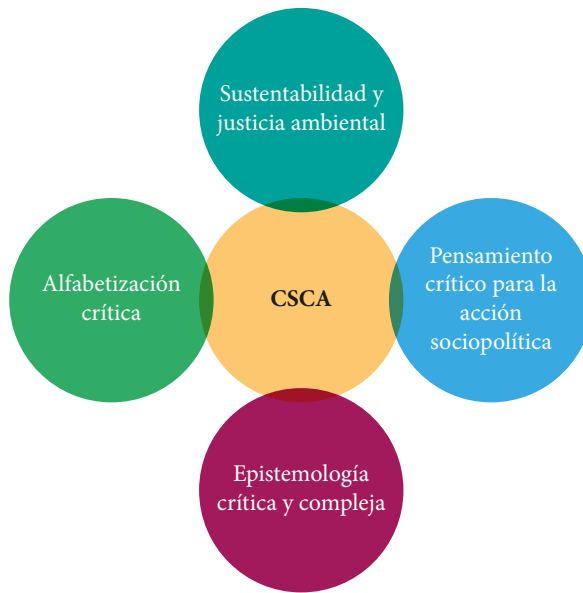 Sustentabilidad y
justicia ambiental
Alfabetización
crítica
CSCA
Pensamiento
crítico para la
acción
sociopolítica
Epistemología
crítica y compleja